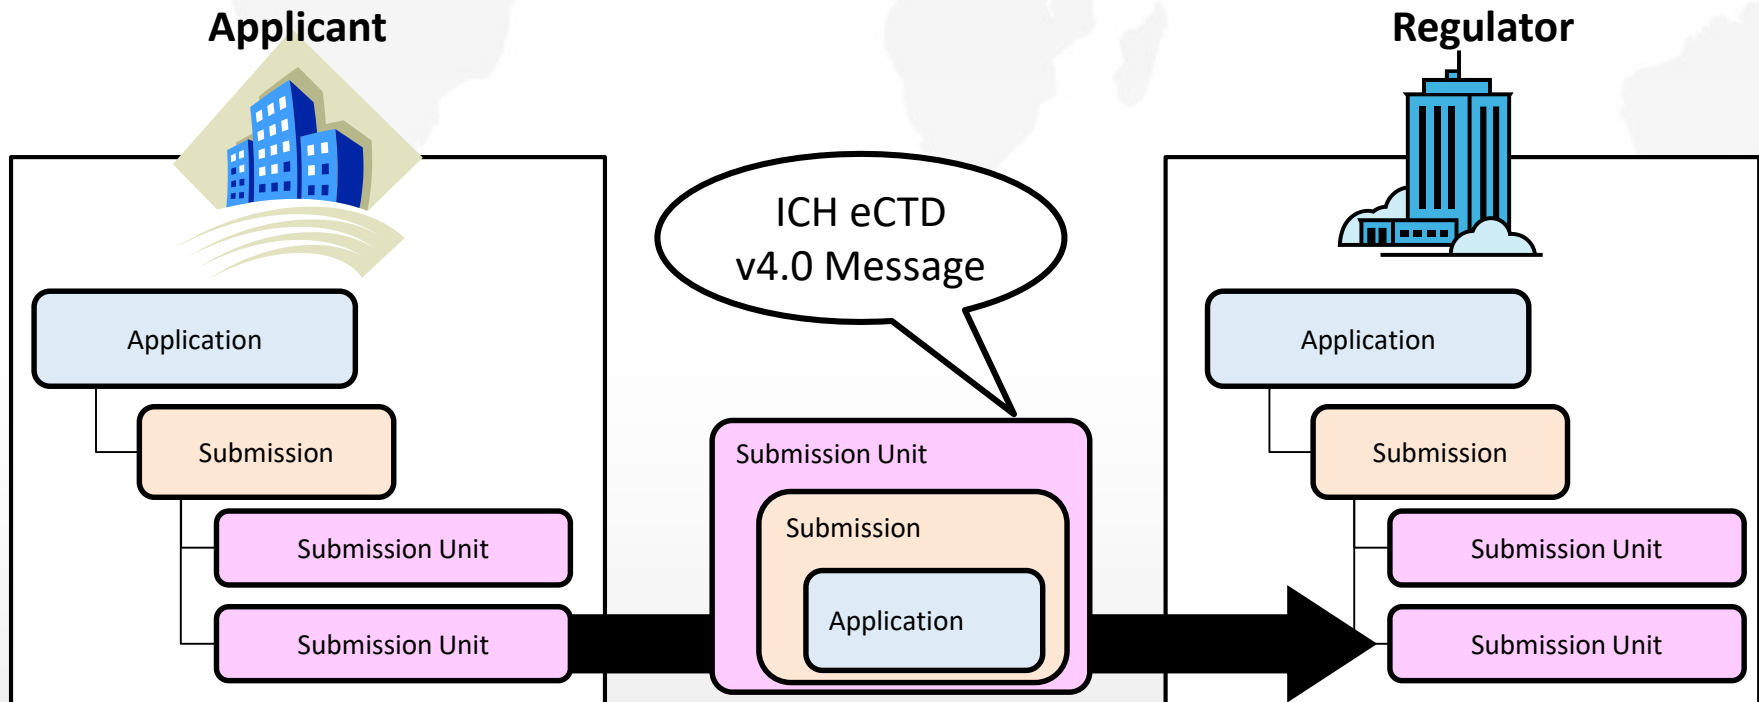 Applicant
Regulator
ICH eCTD
v4.0 Message
Application
Submission
Submission Unit
Submission Unit
Submission Unit
Submission
Application
Application
Submission
Submission Unit
Submission Unit